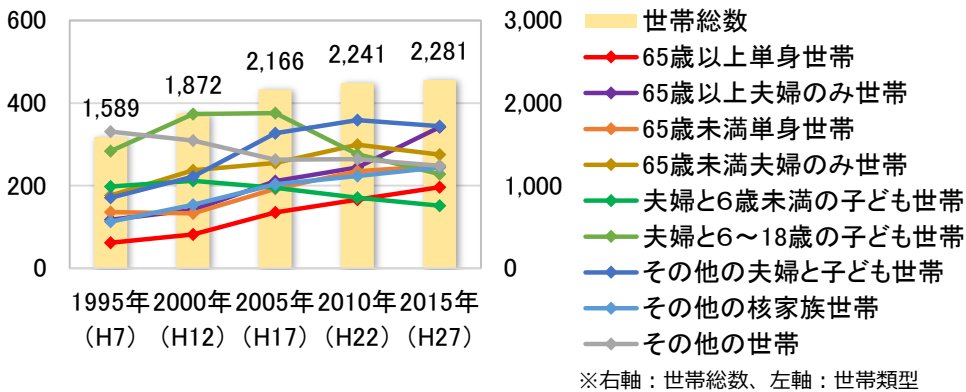 600
400
200
0
3,000
2,000
1,000
0
1,589
1,872
2,166
2,241
2,281
1995年
（H7）
2000年
（H12）
2005年
（H17）
2010年
（H22）
2015年
（H27）
世帯総数
65歳以上単身世帯
65歳以上夫婦のみ世帯
65歳未満単身世帯
65歳未満夫婦のみ世帯
夫婦と６歳未満の子ども世帯
夫婦と６～18歳の子ども世帯
その他の夫婦と子ども世帯
その他の核家族世帯
その他の世帯
※右軸：世帯総数、左軸：世帯類型